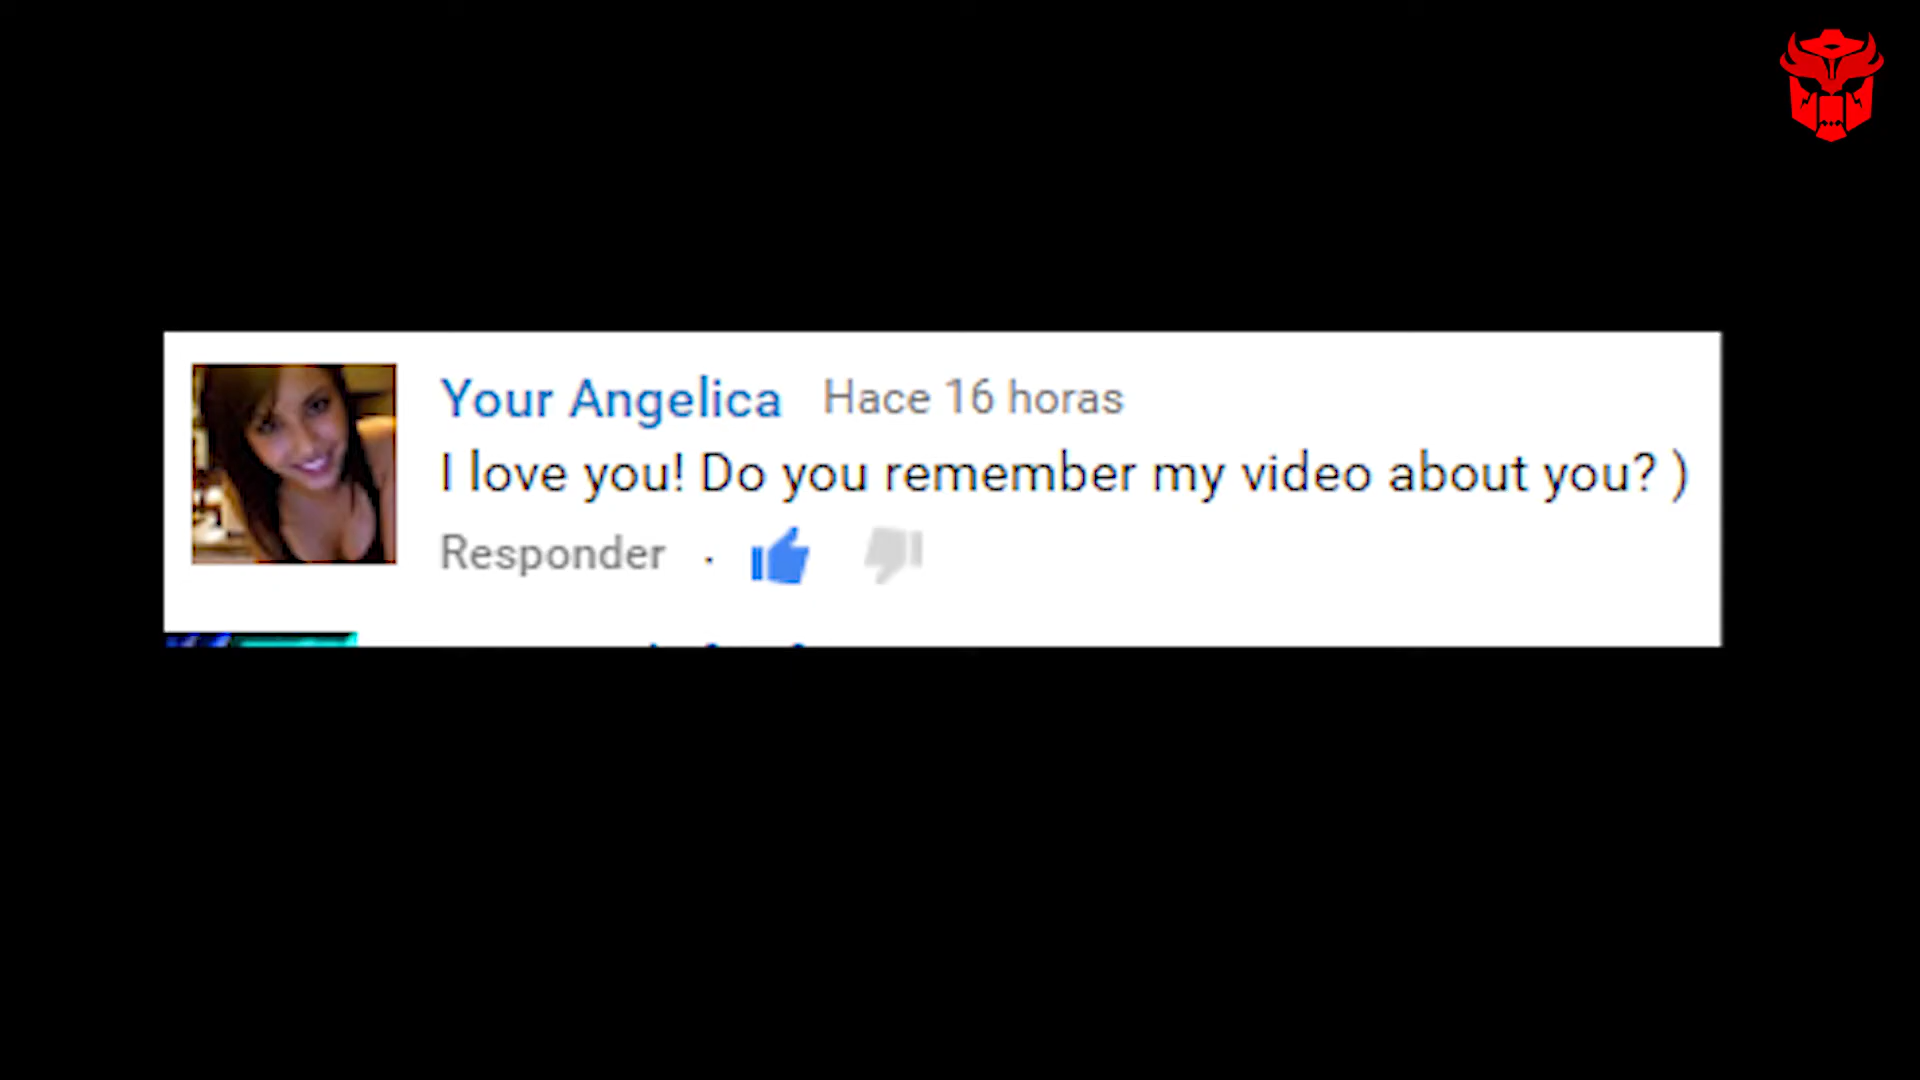 Your Angelica Hace 16 horas
I love you! Do you remember my video about you? )
Responder ·